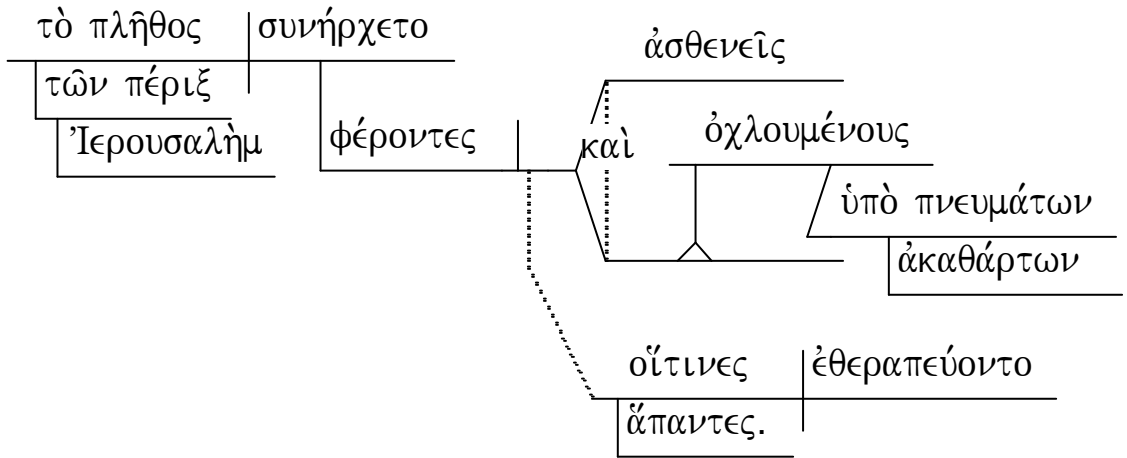 τὸ πλῆθος συνήρχετο
τῶν πέριξ
Ἰερουσαλὴμ
φέροντες
ἀσθενεῖς
καὶ
ὀχλουμένους
ὑπὸ πνευμάτων
ἀκαθάρτων
οἵτινες ἐθεραπεύοντο
ἅπαντες.